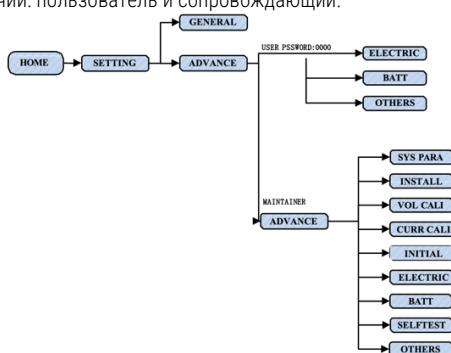 пользователь и сопровождающий.
GENERAL
USER PSSWORD:0000
HOME
SETTING
ADVANCE
ELECTRIC
BATT
OTHERS
SYS PARA
INSTALL
MAINTAINER
VOL CALI
ADVANCE
CURR CALI
INITIAL
ELECTRIC
BATT
SELFTEST
OTHERS